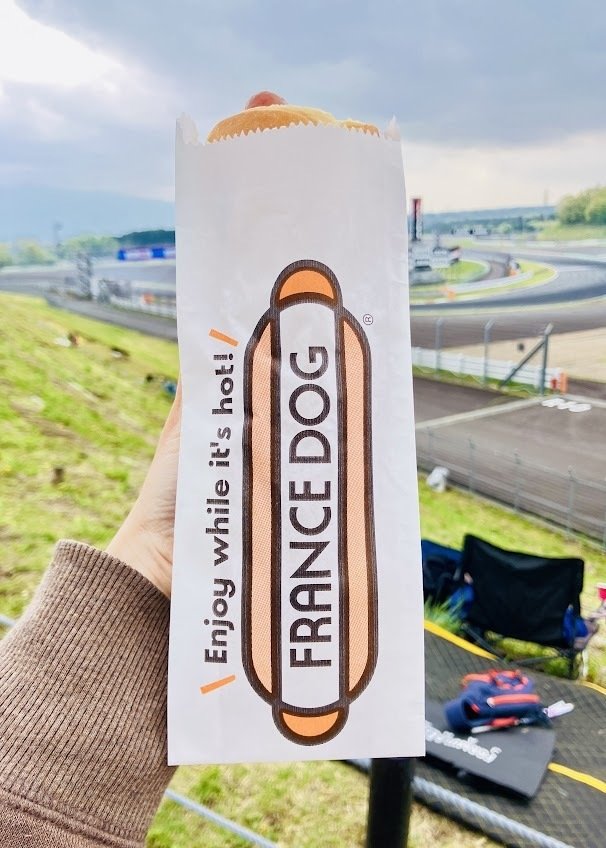 Enjoy while it's hot!
FRANCE DOG
®